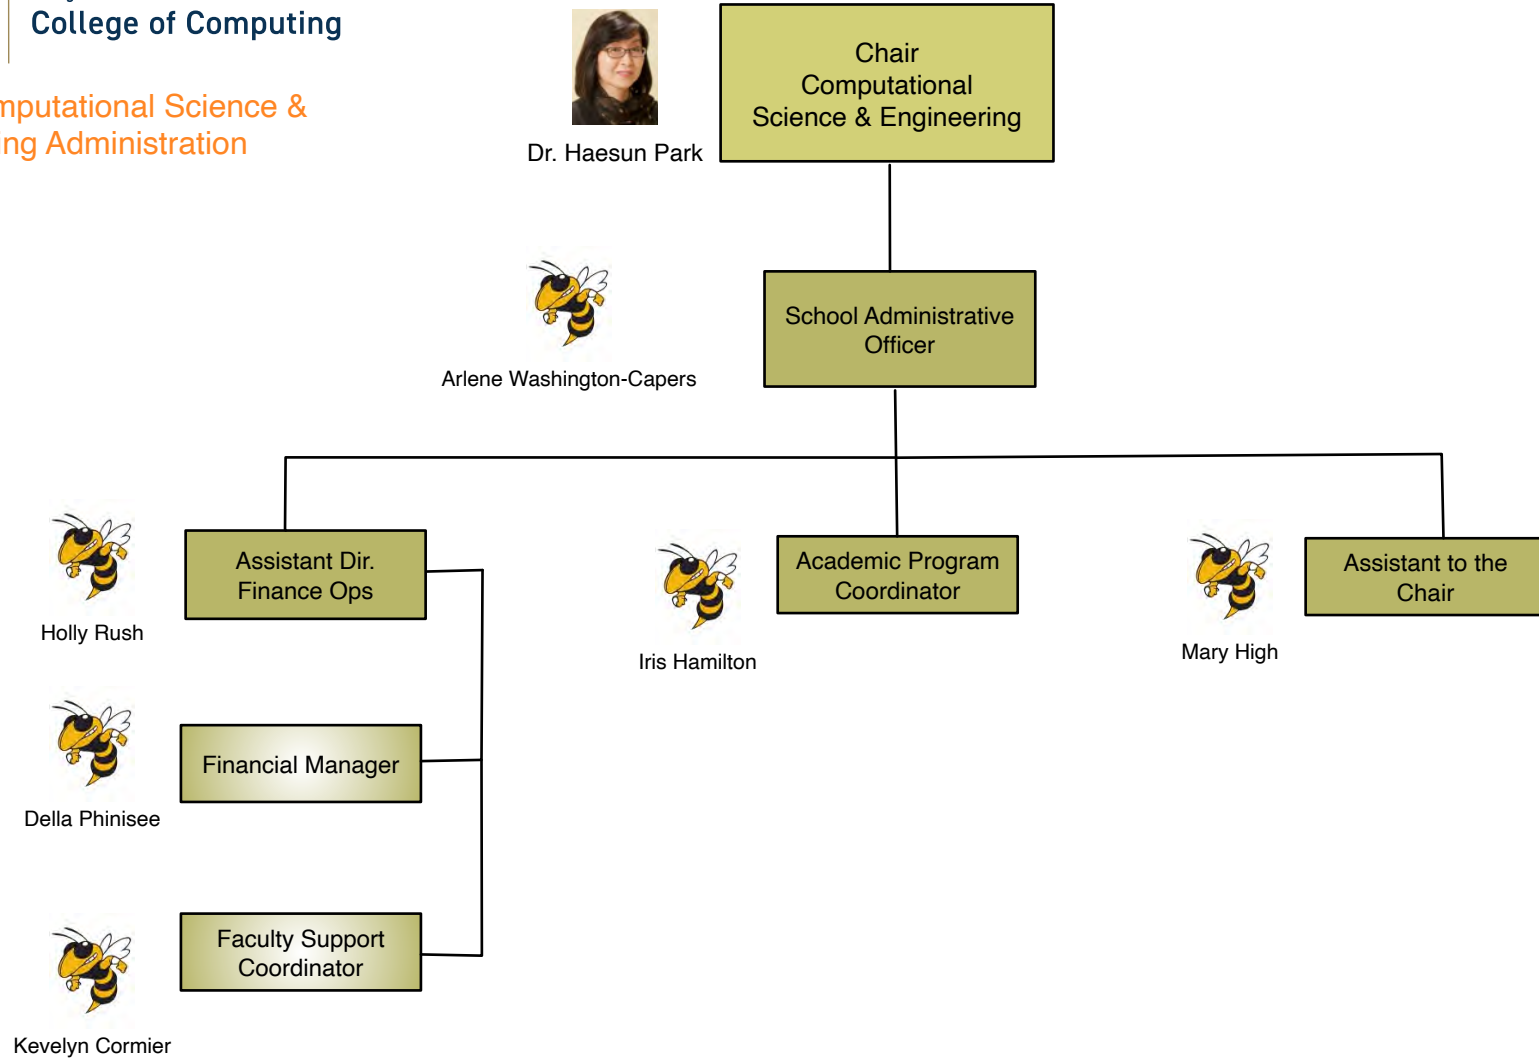 College of Computing
Computational Science &
Administration
Dr. Haesun Park
Chair
Computational
Science & Engineering
Arlene Washington-Capers
School Administrative
Officer
Holly Rush
Assistant Dir.
Finance Ops
Iris Hamilton
Academic Program
Coordinator
Mary High
Assistant to the
Chair
Della Phinisee
Financial Manager
Kevelyn Cormier
Faculty Support
Coordinator